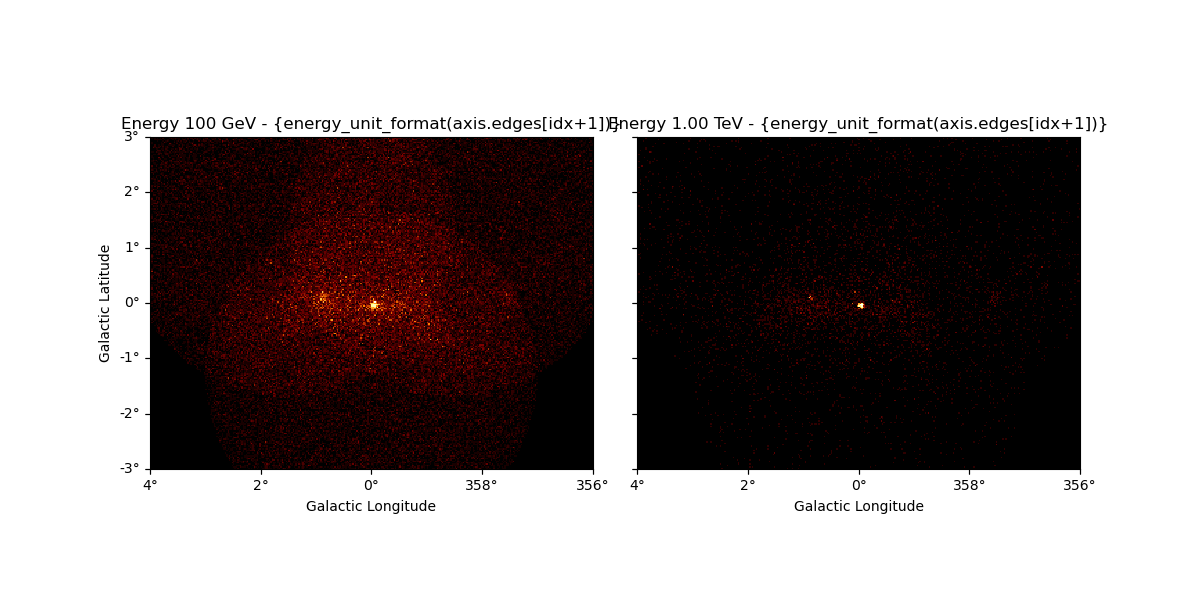 Energy 100 GeV - {energy_unit_format(axis.edges[idx+1])}
Energy 1.00 TeV - {energy_unit_format(axis.edges[idx+1])}
Galactic Latitude
3°
2°
1°
0°
-1°
-2°
-3°
4° 2° 0° 358° 356°
4° 2° 0° 358° 356°
Galactic Longitude
Galactic Longitude